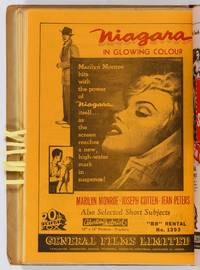 Niagara
IN GLOWING COLOUR
Marilyn Monroe
hits
with the
power of
Niagara
itself...
as the
screen
reaches a
new
high-water
mark
in
suspense!
MARILYN MONROE-JOSEPH COTTEN-JEAN PETERS
Also Selected Short Subjects
20th
CENTURY
FOX
"RB" RENTAL
No. 1393
GENERAL FILMS LIMITED